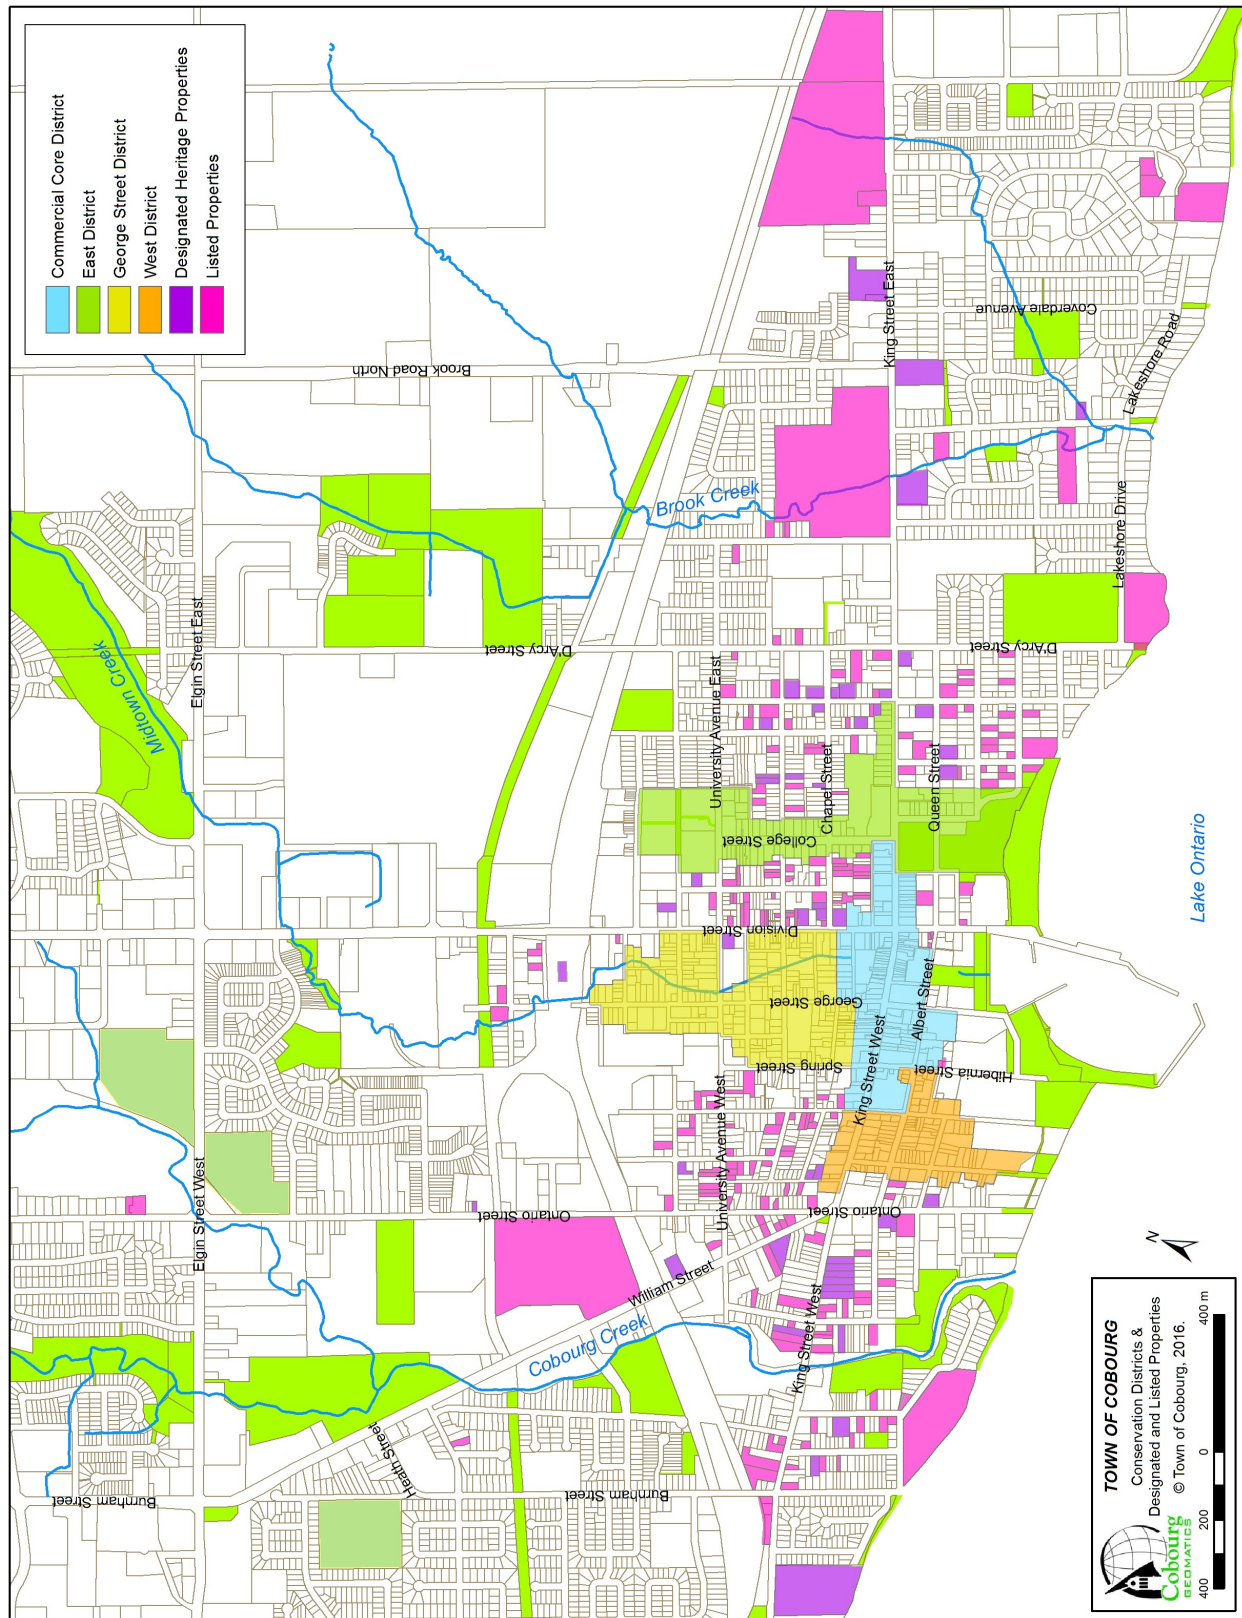 Commercial Core District
East District
George Street District
West District
Designated Heritage Properties
Listed Properties
Midtown Creek
Elgin Street East
Brook Road North
Brook Creek
D'Arcy Street
King Street East
Coverdale Avenue
Lakeshore Road
Lakeshore Drive
D'Arcy Street
University Avenue East
Chapel Street
College Street
Queen Street
Division Street
George Street
Spring Street
Albert Street
King Street West
Hibernia Street
Lake Ontario
Elgin Street West
Ontario Street
University Avenue West
Ontario Street
William Street
Cobourg Creek
King Street West
Heath Street
Burnham Street
Burnham Street
N
TOWN OF COBOURG
Conservation Districts &
Designated and Listed Properties
© Town of Cobourg, 2016.
Cobourg
GEOMATICS
400 200 0 400 m